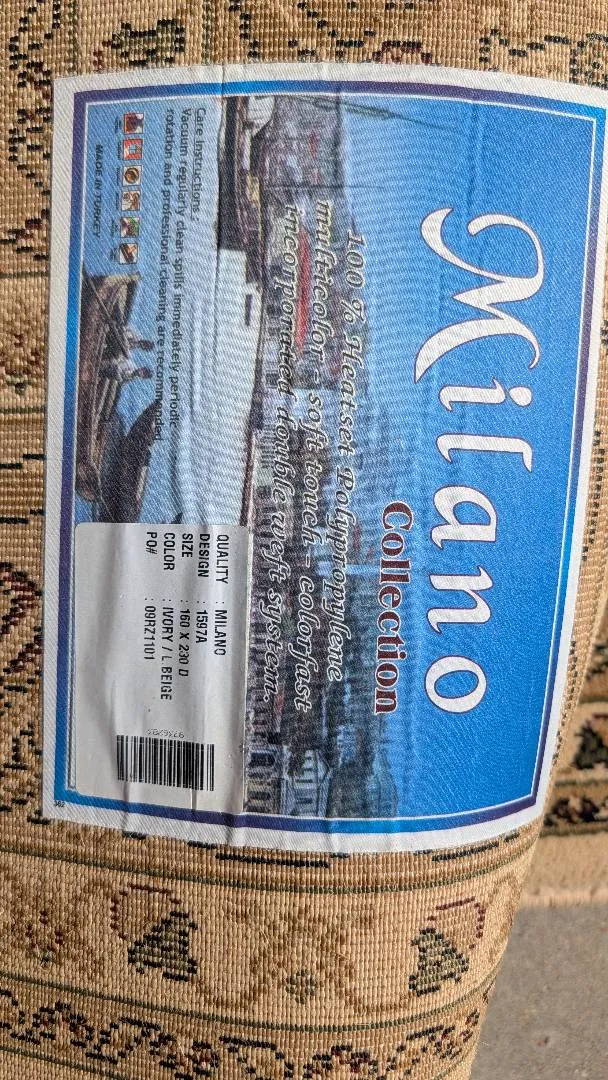 Milano
Collection
100 % Heatset Polypropylene
multicolor - soft touch - colorfast
incorporated double weft system.
Care Instructions :
Vacuum regularly clean spills immediately periodic
rotation and professional cleaning are recommended
MADE IN TURKEY
QUALITY : MILANO
DESIGN : 1597A
SIZE : 160 X 230 D
COLOR : IVORY / L BEIGE
PO# : 09RZ1101